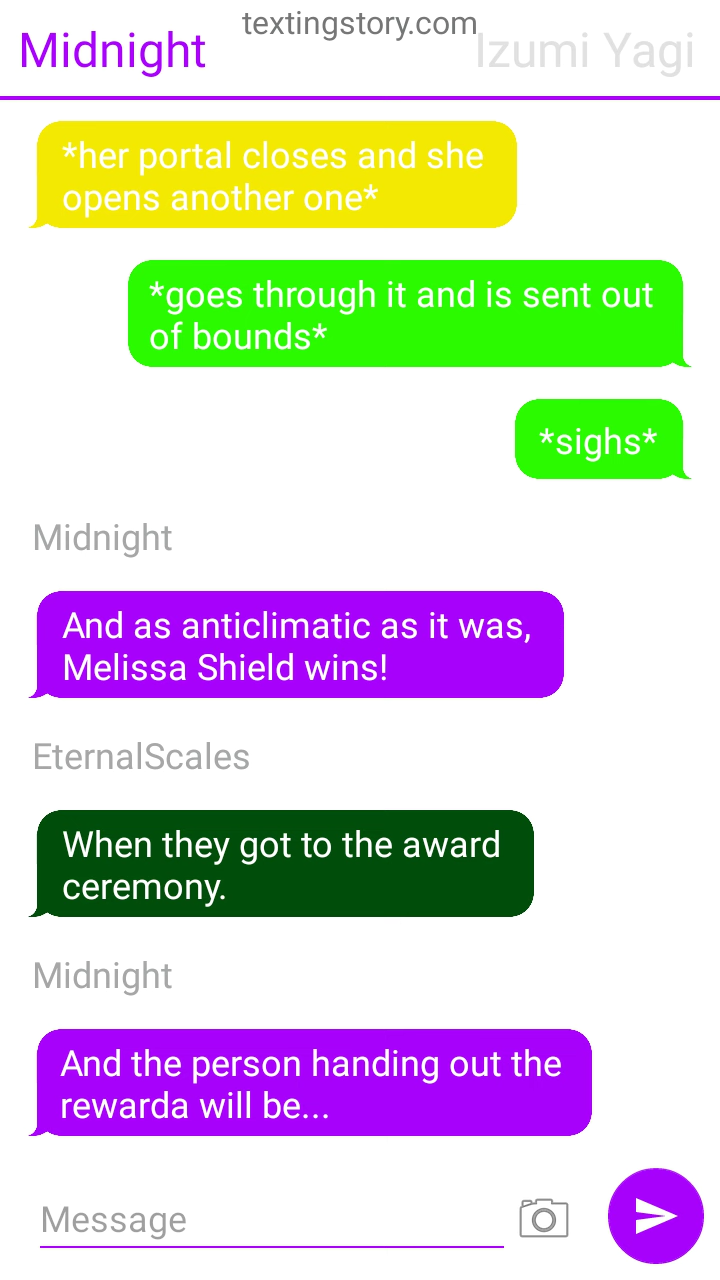 textingstory.com
Midnight
Izumi Yagi
*her portal closes and she
opens another one*
*goes through it and is sent out
of bounds*
*sighs*
Midnight
And as anticlimatic as it was,
Melissa Shield wins!
EternalScales
When they got to the award
ceremony.
Midnight
And the person handing out the
rewarda will be...
Message